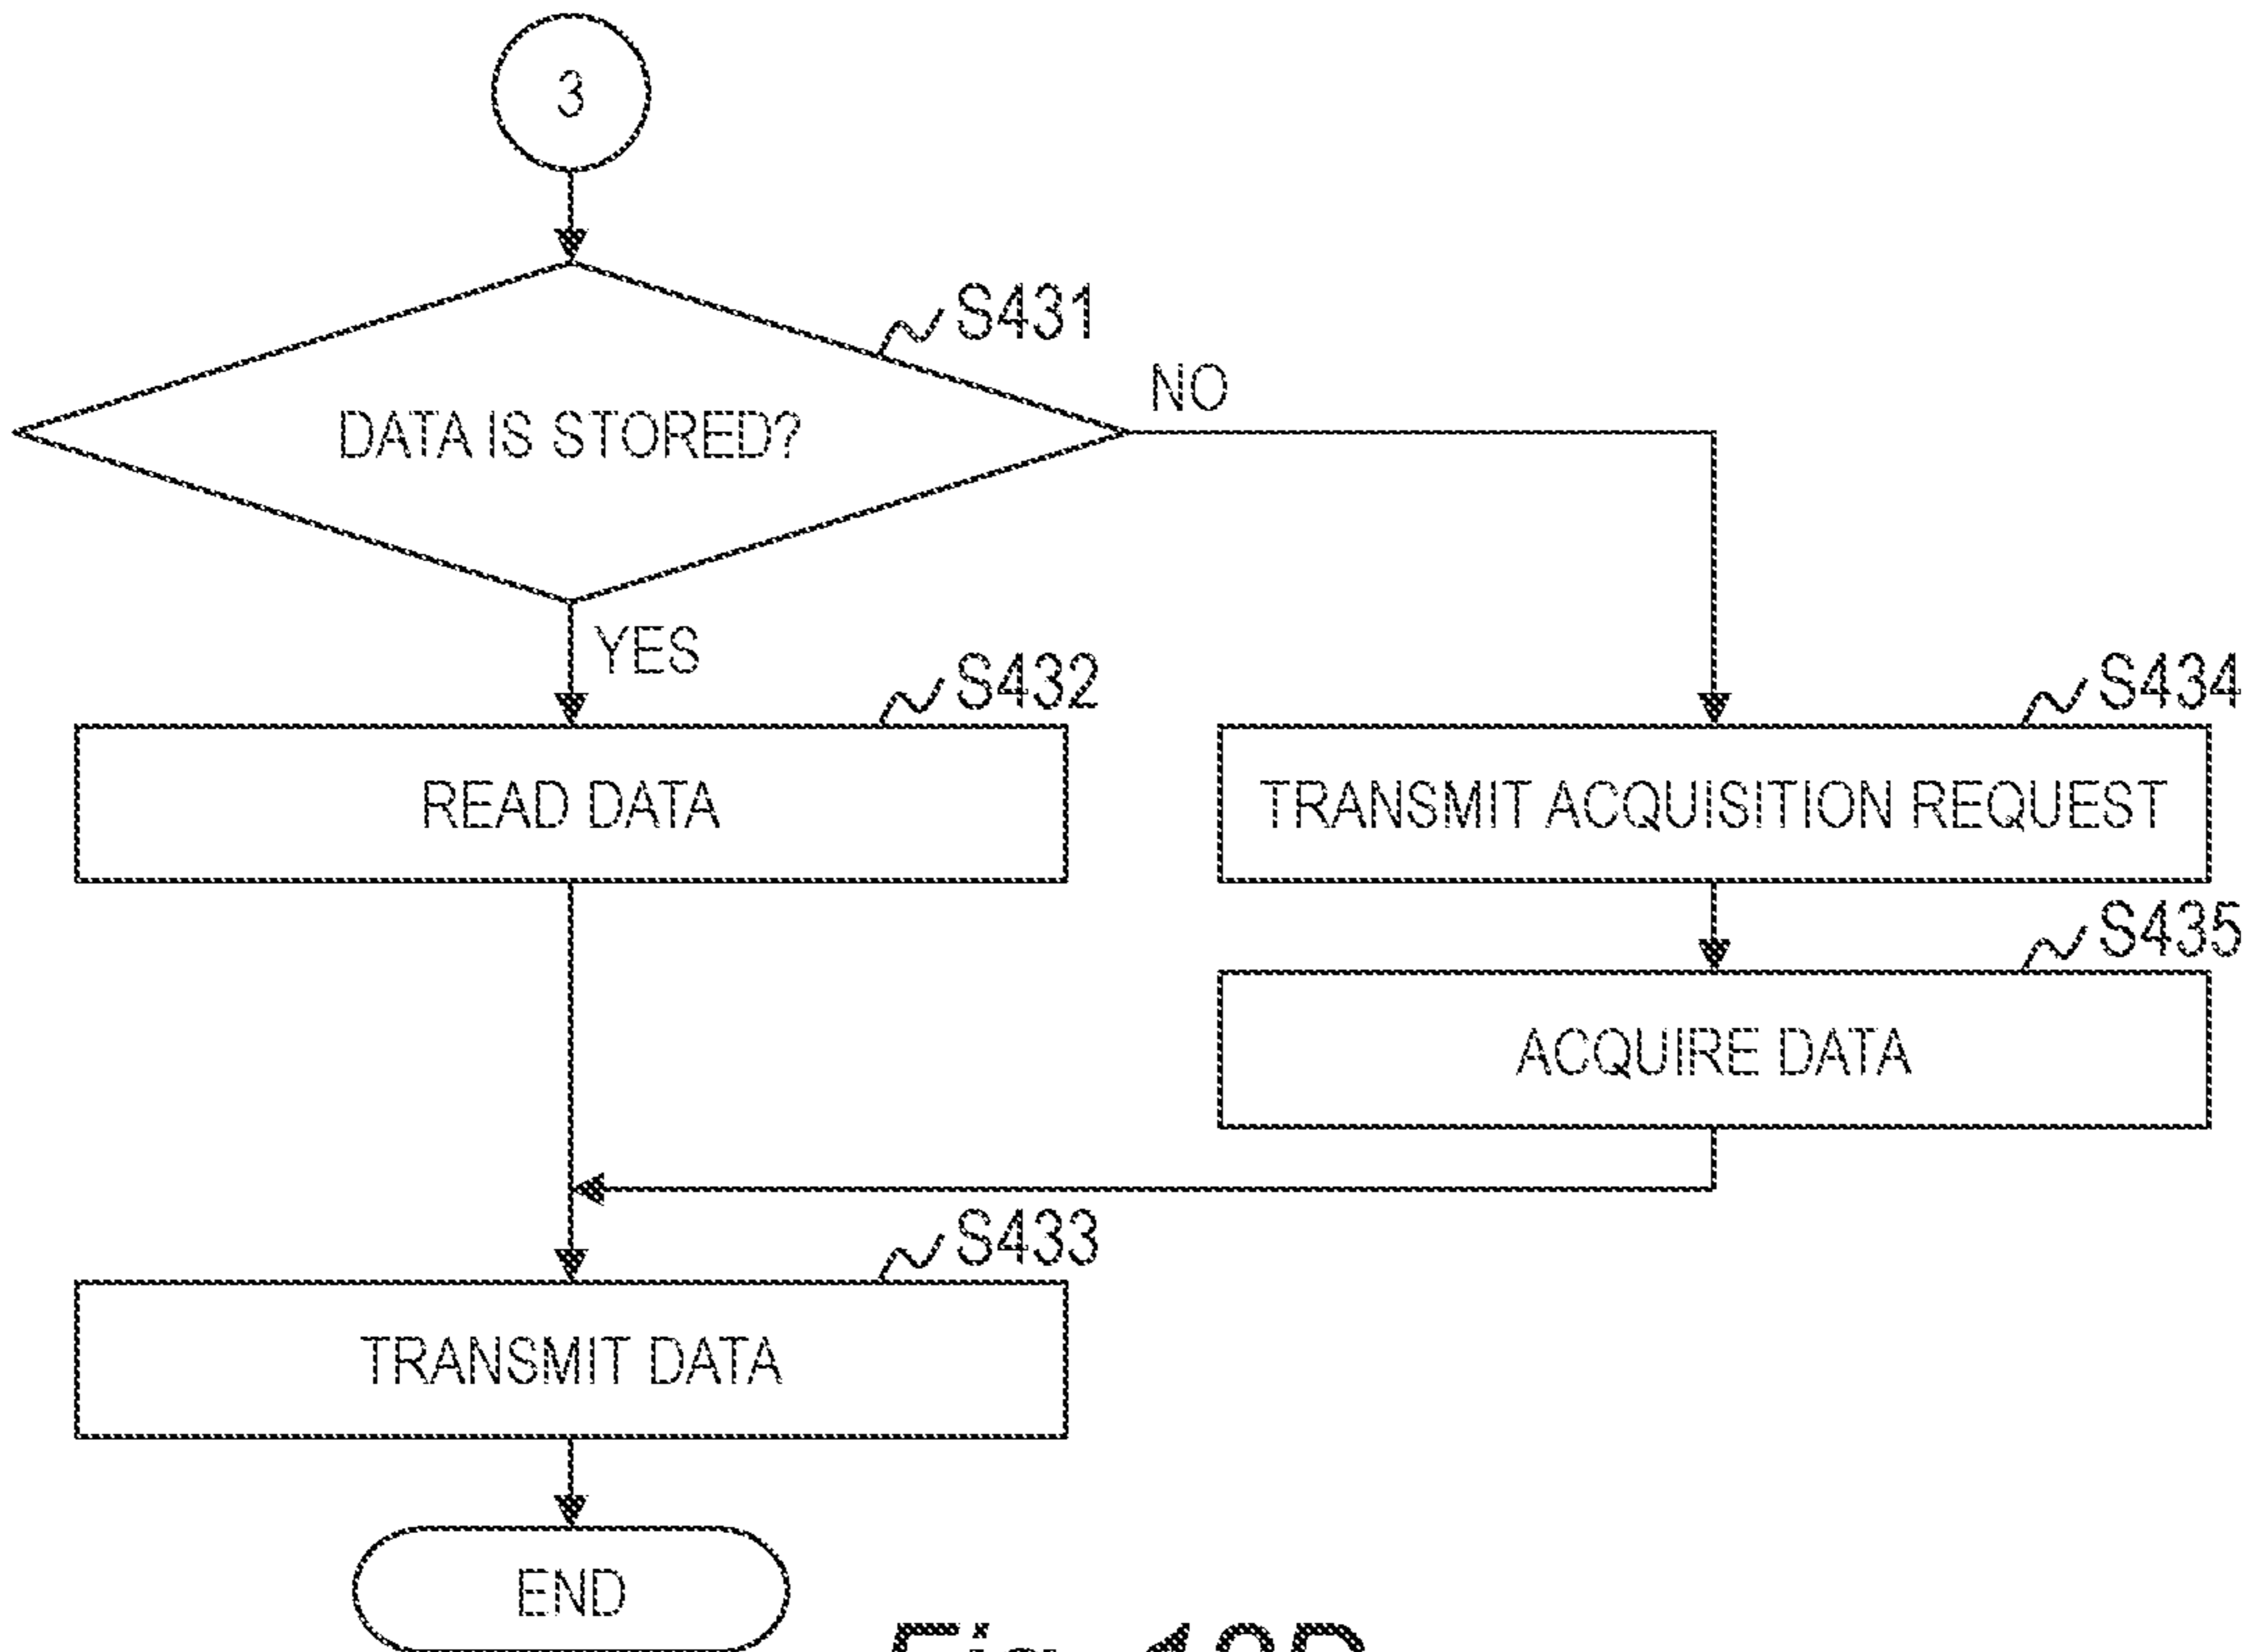 3
S431
DATA IS STORED?
NO
YES
S432
READ DATA
S434
TRANSMIT ACQUISITION REQUEST
S435
ACQUIRE DATA
S433
TRANSMIT DATA
END